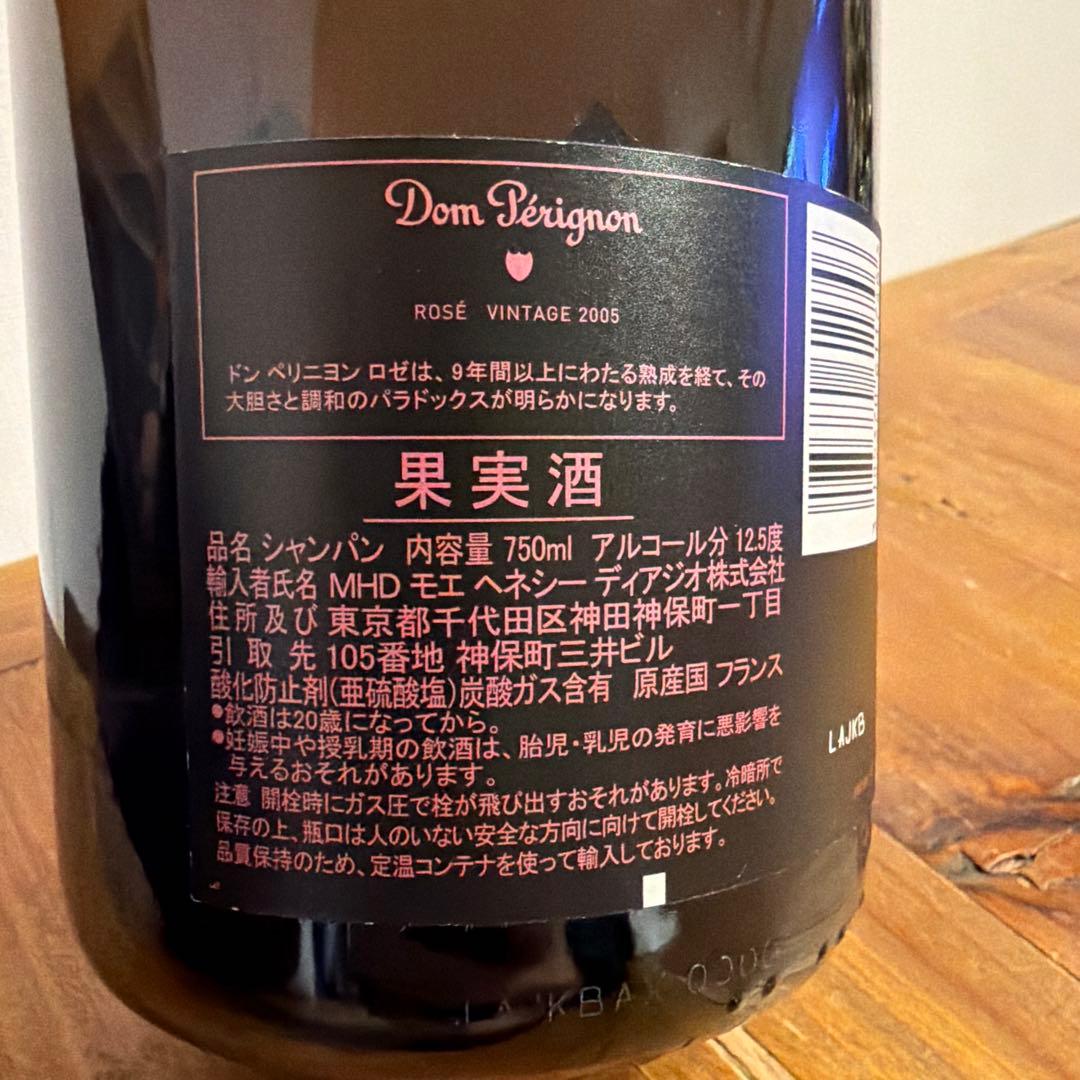 Dom Pérignon
ROSÉ VINTAGE 2005
ドン ペリニヨン ロゼは、9年間以上にわたる熟成を経て、その
大胆さと調和のパラドックスが明らかになります。
果実酒
品名 シャンパン 内容量 750ml アルコール分 12.5度
輸入者氏名 MHD モエ ヘネシー ディアジオ株式会社
住所及び 東京都千代田区神田神保町一丁目
引取先 105番地 神保町三井ビル
酸化防止剤(亜硫酸塩)炭酸ガス含有 原産国 フランス
●飲酒は20歳になってから。
●妊娠中や授乳期の飲酒は、胎児・乳児の発育に悪影響を
与えるおそれがあります。
注意 開栓時にガス圧で栓が飛び出すおそれがあります。冷暗所で
保存の上、瓶口は人のいない安全な方向に向けて開栓してください。
品質保持のため、定温コンテナを使って輸入しております。
LAJKB